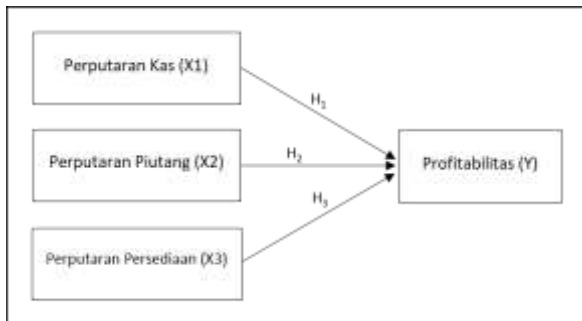 Perputaran Kas (X1)
H1
Perputaran Piutang (X2)
H2
Profitabilitas (Y)
H3
Perputaran Persediaan (X3)